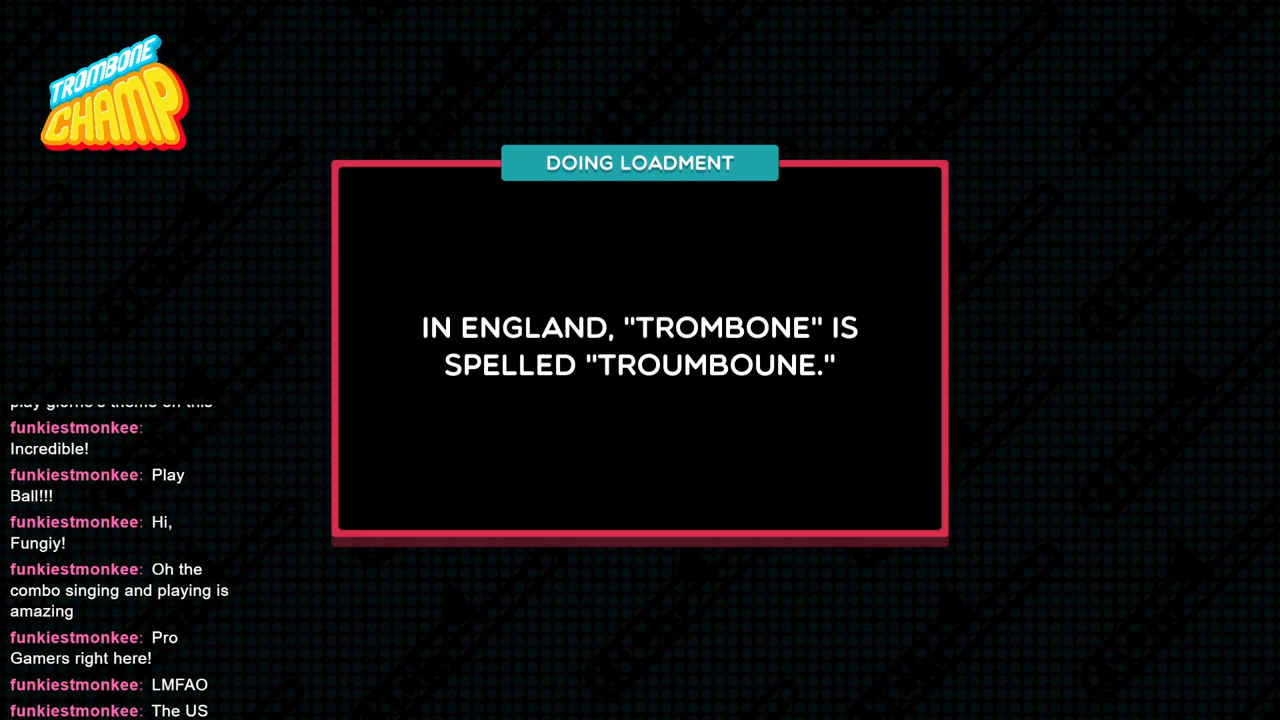 TROMBONE
CHAMP
DOING LOADMENT
IN ENGLAND, "TROMBONE" IS
SPELLED "TROUMBOUNE."
funkiestmonkee:
Incredible!
funkiestmonkee: Play
Ball!!!
funkiestmonkee: Hi,
Fungiy!
funkiestmonkee: Oh the
combo singing and playing is
amazing
funkiestmonkee: Pro
Gamers right here!
funkiestmonkee: LMFAO
funkiestmonkee: The US